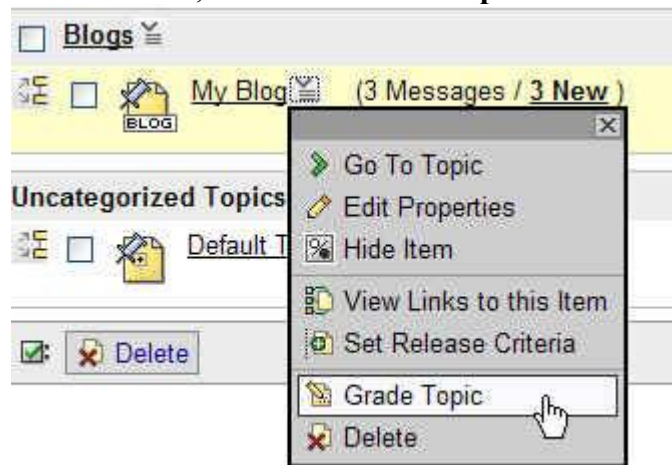 Blogs
My Blog (3 Messages / 3 New )
BLOG
Go To Topic
Uncategorized Topics
Edit Properties
Default T
Hide Item
View Links to this Item
Set Release Criteria
Delete
Grade Topic
Delete